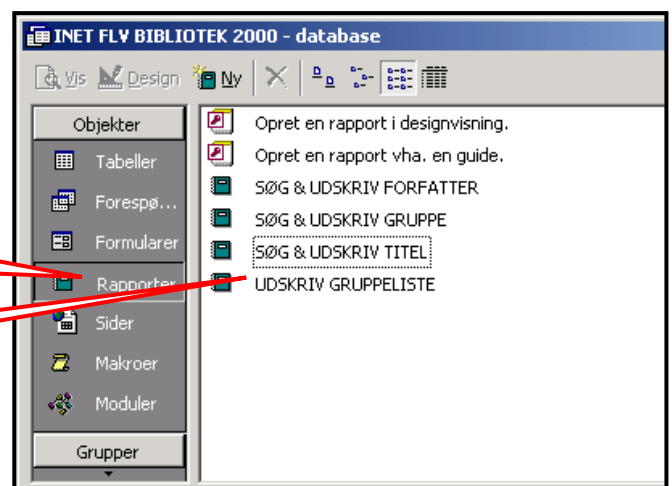 INET FLV BIBLIOTEK 2000 - database
Vis Design Ny
Objekter
Tabeller
Forespø...
Formularer
Rapporter
Sider
Makroer
Moduler
Grupper
Opret en rapport i designvisning.
Opret en rapport vha. en guide.
SØG & UDSKRIV FORFATTER
SØG & UDSKRIV GRUPPE
SØG & UDSKRIV TITEL
UDSKRIV GRUPPELISTE